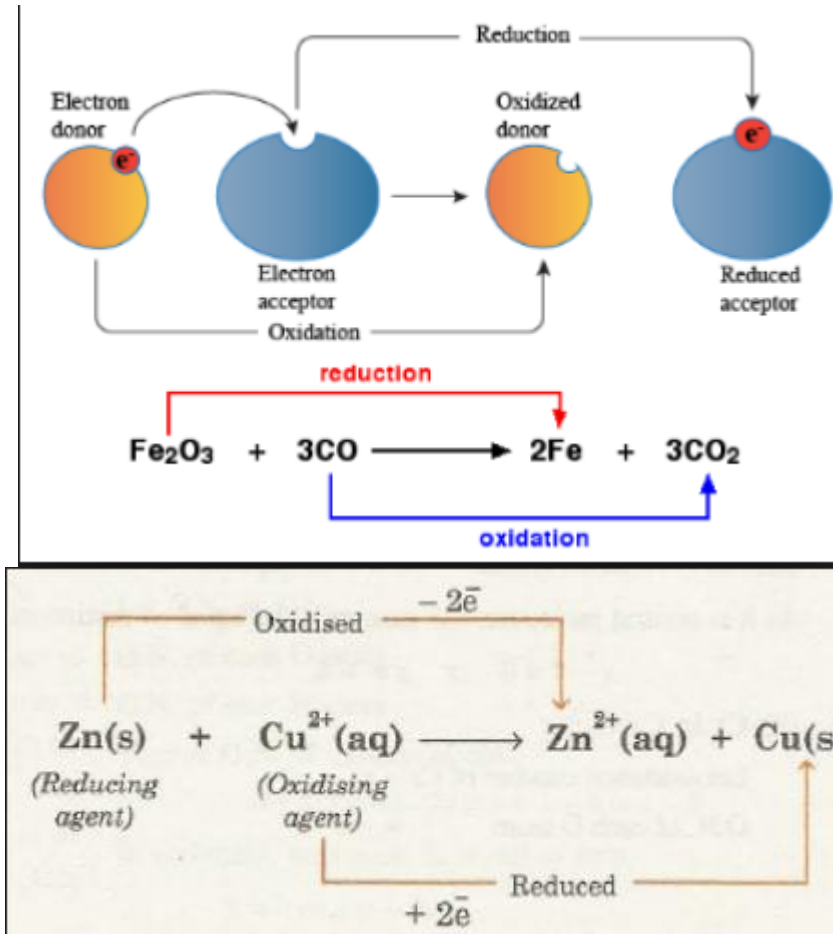 Reduction
Electron
donor
Oxidized
donor
e⁻
e⁻
Electron
acceptor
Reduced
acceptor
Oxidation
reduction
Fe₂O₃ + 3CO ⟶ 2Fe + 3CO₂
oxidation
− 2e̅
Oxidised
Zn(s) + Cu²⁺(aq) ⟶ Zn²⁺(aq) + Cu(s
(Reducing agent)
(Oxidising agent)
Reduced
+ 2e̅